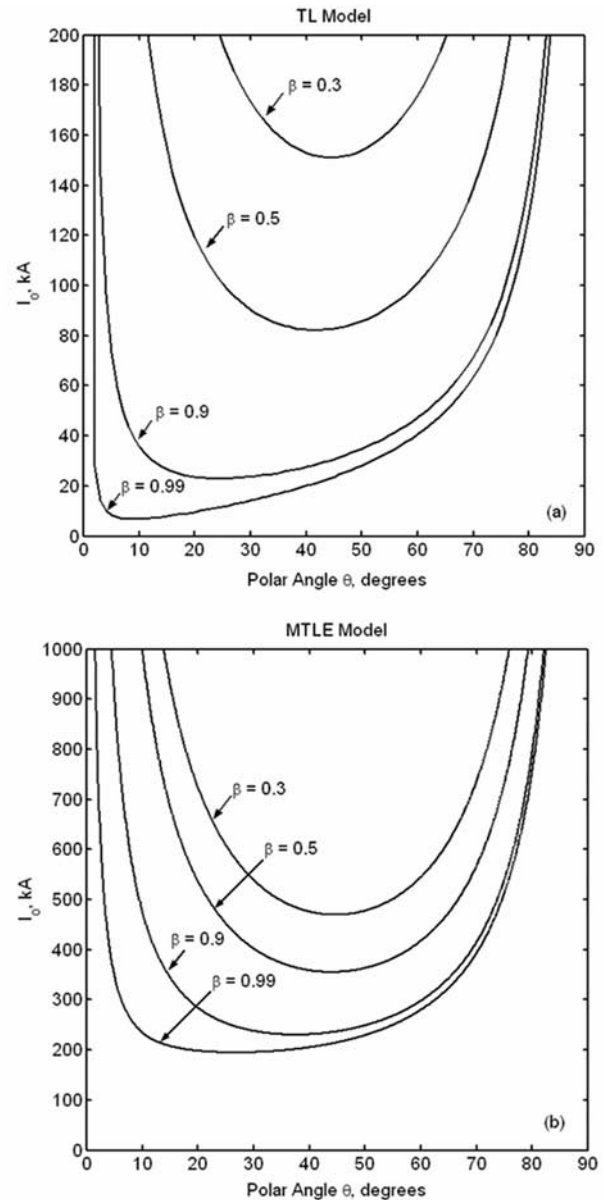 TL Model
200
180
160
140
120
100
80
60
40
20
0
I₀, kA
β = 0.3
β = 0.5
β = 0.9
β = 0.99
(a)
0 10 20 30 40 50 60 70 80 90
Polar Angle θ, degrees
MTLE Model
1000
900
800
700
600
500
400
300
200
100
0
I₀, kA
β = 0.3
β = 0.5
β = 0.9
β = 0.99
(b)
0 10 20 30 40 50 60 70 80 90
Polar Angle θ, degrees